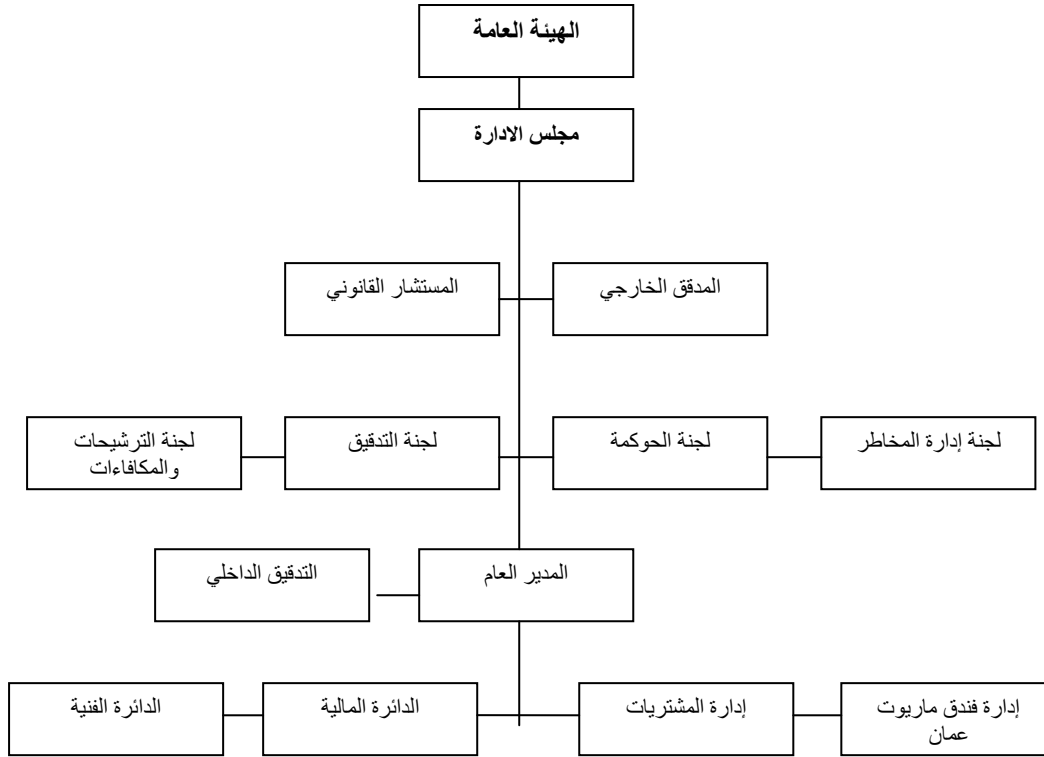 الهيئة العامة
مجلس الادارة
المدقق الخارجي
المستشار القانوني
لجنة إدارة المخاطر
لجنة الحوكمة
لجنة التدقيق
لجنة الترشيحات
والمكافاءات
المدير العام
التدقيق الداخلي
إدارة فندق ماريوت
عمان
إدارة المشتريات
الدائرة المالية
الدائرة الفنية